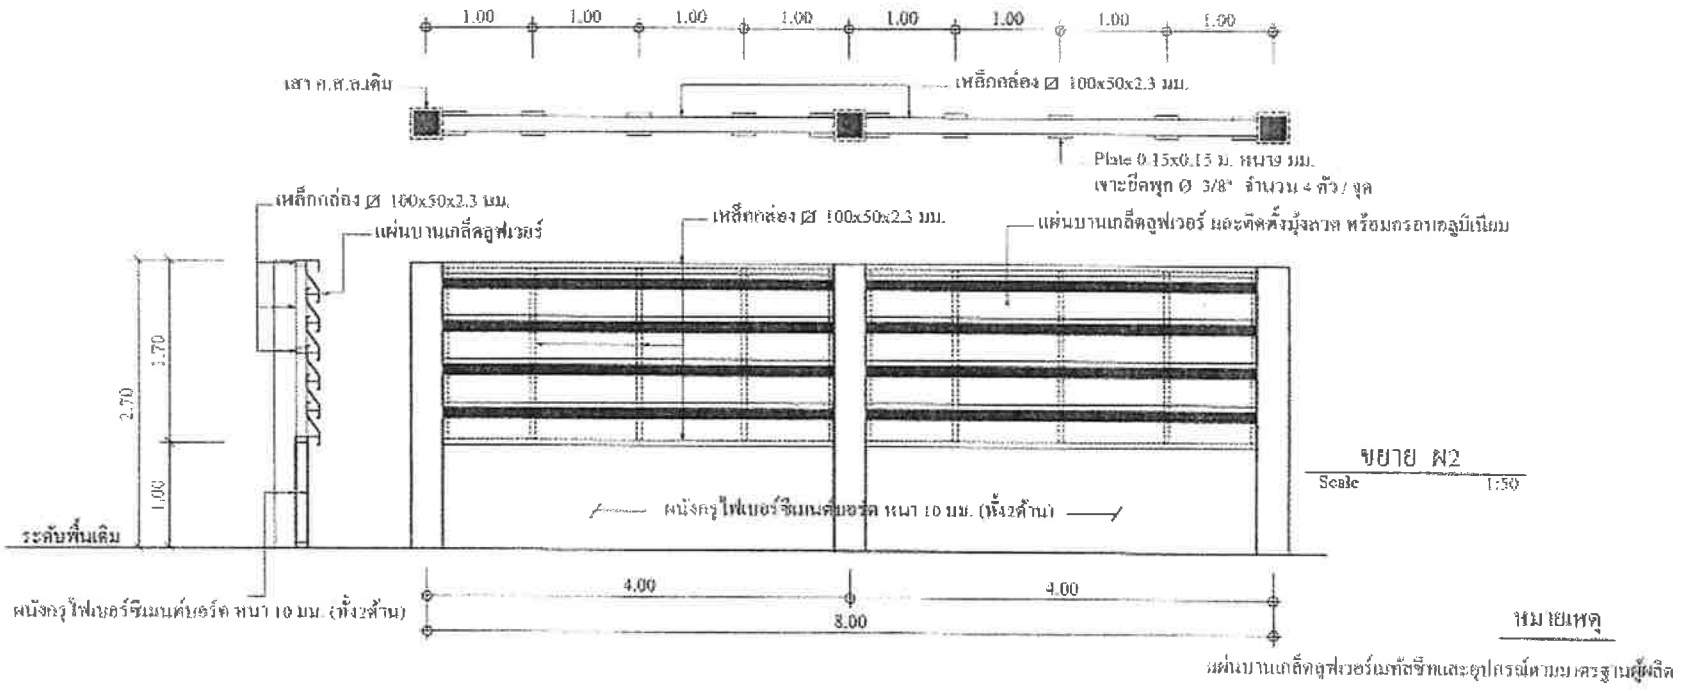 1.00 1.00 1.00 1.00 1.00 1.00 1.00 1.00
เสา ค.ส.ล.เดิม
เหล็กกล่อง 100x50x2.3 มม.
Plate 0.15x0.15 ม. หนา9 มม.
เจาะยึดพุก Ø 3/8" จำนวน 4 ตัว / จุด
เหล็กกล่อง 100x50x2.3 มม.
แผ่นบานเกล็ดลูฟเวอร์
เหล็กกล่อง 100x50x2.3 มม.
แผ่นบานเกล็ดลูฟเวอร์ และติดตั้งมุ้งลวด พร้อมกรอบอลูมิเนียม
2.70
1.70
1.00
ขยาย ผ2
Scale 1:50
ผนังกรุไฟเบอร์ซีเมนต์บอร์ด หนา 10 มม. (ทั้ง2ด้าน)
ระดับพื้นเดิม
4.00 4.00
ผนังกรุไฟเบอร์ซีเมนต์บอร์ด หนา 10 มม. (ทั้ง2ด้าน)
8.00
หมายเหตุ
แผ่นบานเกล็ดลูฟเวอร์เมทัลชีทและอุปกรณ์ตามมาตรฐานผู้ผลิต